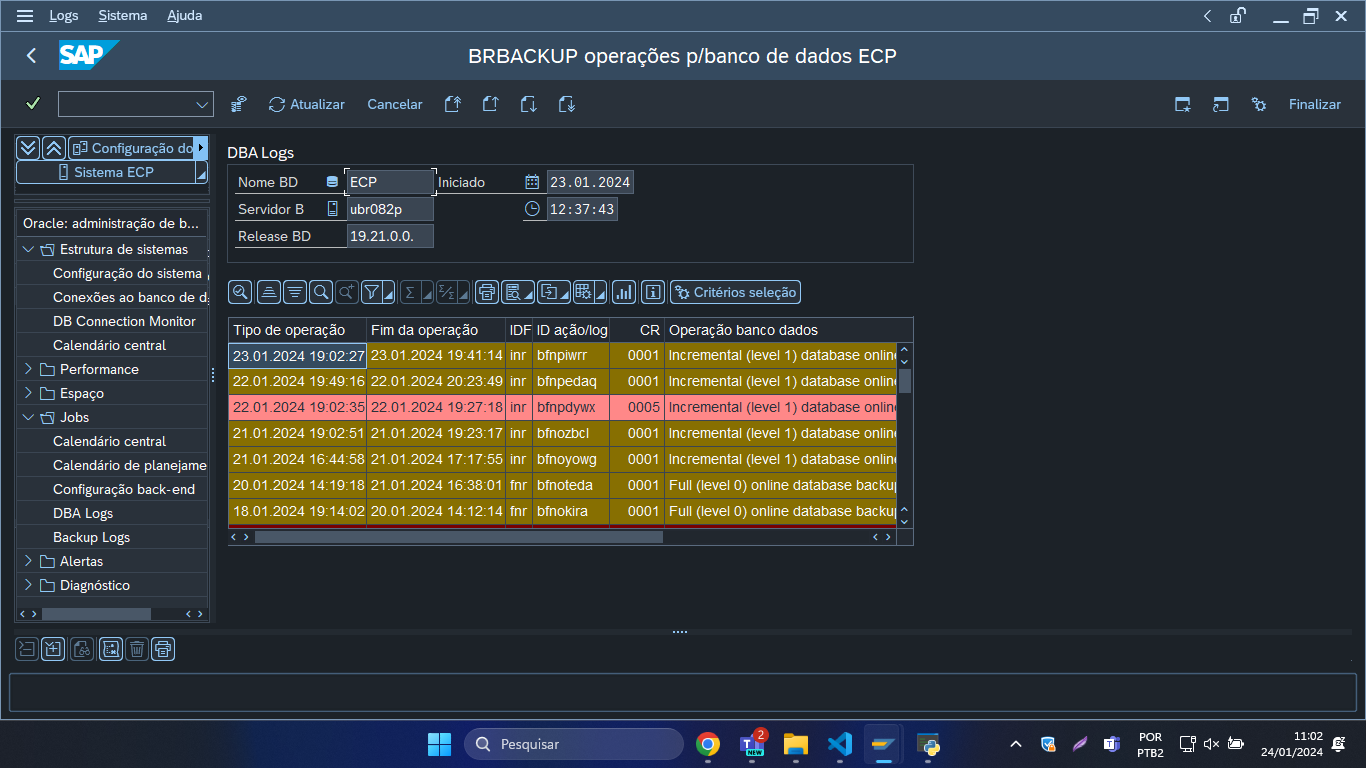 Logs Sistema Ajuda
SAP BRBACKUP operações p/banco de dados ECP
Atualizar Cancelar Finalizar
Configuração do
Sistema ECP
Oracle: administração de b...
Estrutura de sistemas
Configuração do sistema
Conexões ao banco de d
DB Connection Monitor
Calendário central
Performance
Espaço
Jobs
Calendário central
Calendário de planejame
Configuração back-end
DBA Logs
Backup Logs
Alertas
Diagnóstico
DBA Logs
Nome BD ECP Iniciado 23.01.2024
Servidor B ubr082p 12:37:43
Release BD 19.21.0.0.
Critérios seleção
Tipo de operação Fim da operação IDF ID ação/log CR Operação banco dados
23.01.2024 19:02:27 23.01.2024 19:41:14 inr bfnpiwrr 0001 Incremental (level 1) database online
22.01.2024 19:49:16 22.01.2024 20:23:49 inr bfnpedaq 0001 Incremental (level 1) database online
22.01.2024 19:02:35 22.01.2024 19:27:18 inr bfnpdywx 0005 Incremental (level 1) database online
21.01.2024 19:02:51 21.01.2024 19:23:17 inr bfnozbcl 0001 Incremental (level 1) database online
21.01.2024 16:44:58 21.01.2024 17:17:55 inr bfnoyowg 0001 Incremental (level 1) database online
20.01.2024 14:19:18 21.01.2024 16:38:01 fnr bfnoteda 0001 Full (level 0) online database backup
18.01.2024 19:14:02 20.01.2024 14:12:14 fnr bfnokira 0001 Full (level 0) online database backup
Pesquisar
2
NEW
POR
PTB2
11:02
24/01/2024